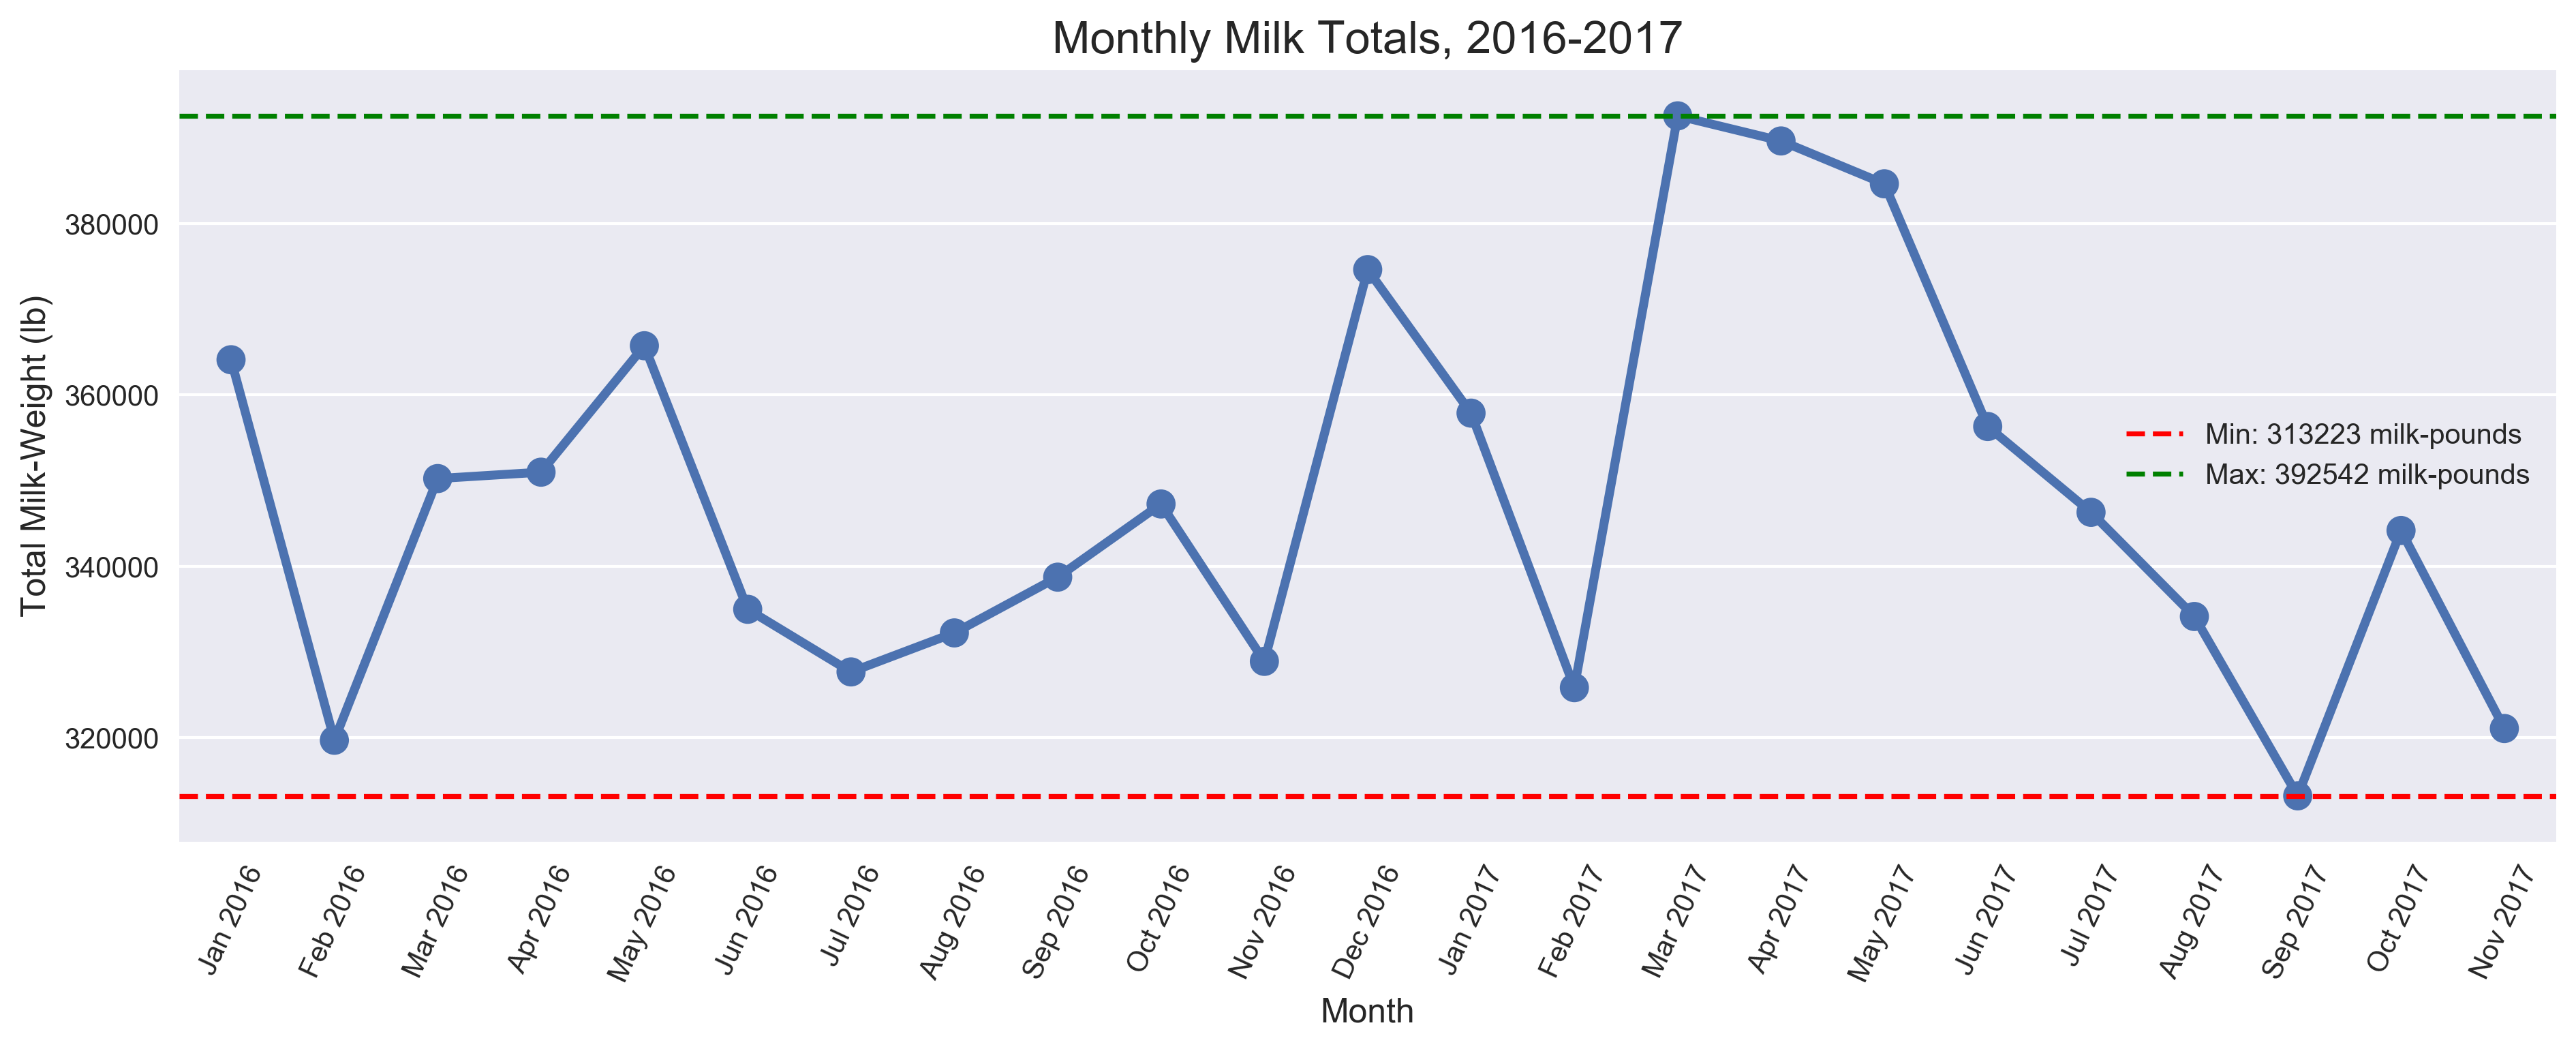 Monthly Milk Totals, 2016-2017
Total Milk-Weight (lb)
380000
360000
340000
320000
Min: 313223 milk-pounds
Max: 392542 milk-pounds
Jan 2016
Feb 2016
Mar 2016
Apr 2016
May 2016
Jun 2016
Jul 2016
Aug 2016
Sep 2016
Oct 2016
Nov 2016
Dec 2016
Jan 2017
Feb 2017
Mar 2017
Apr 2017
May 2017
Jun 2017
Jul 2017
Aug 2017
Sep 2017
Oct 2017
Nov 2017
Month